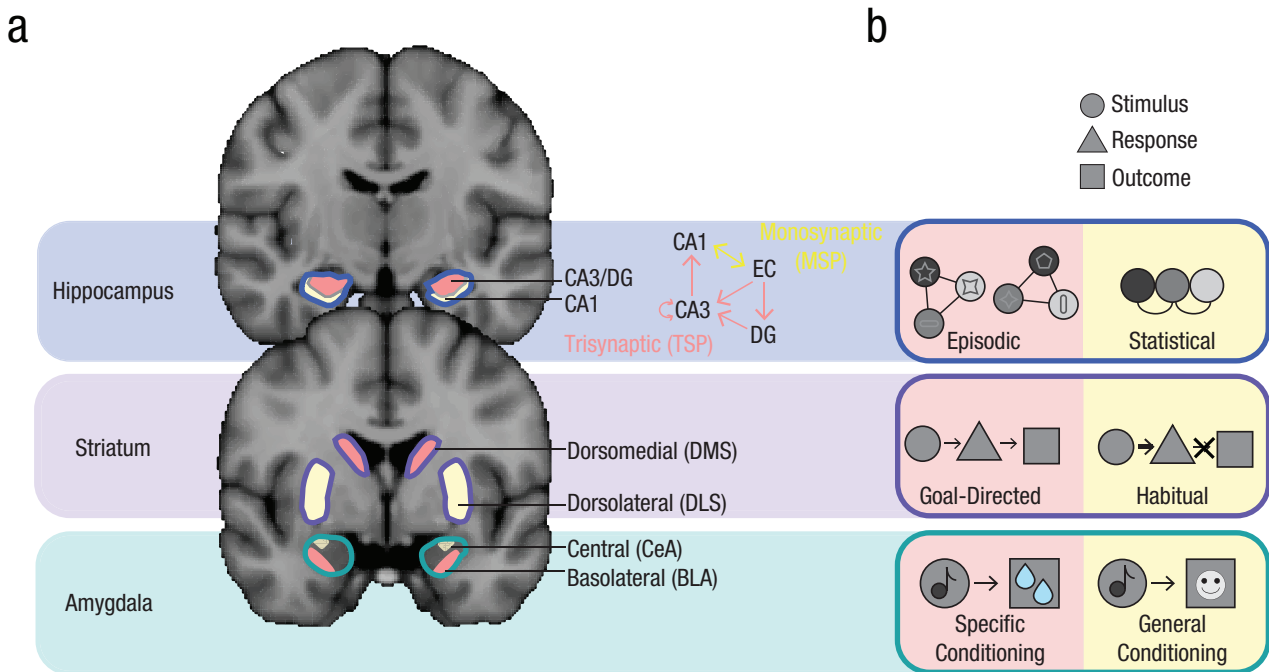 a
b
Stimulus
Response
Outcome
Hippocampus
CA3/DG
CA1
CA1
Monosynaptic
(MSP)
EC
CA3
DG
Trisynaptic (TSP)
Episodic
Statistical
Striatum
Dorsomedial (DMS)
Dorsolateral (DLS)
Goal-Directed
Habitual
Amygdala
Central (CeA)
Basolateral (BLA)
Specific
Conditioning
General
Conditioning